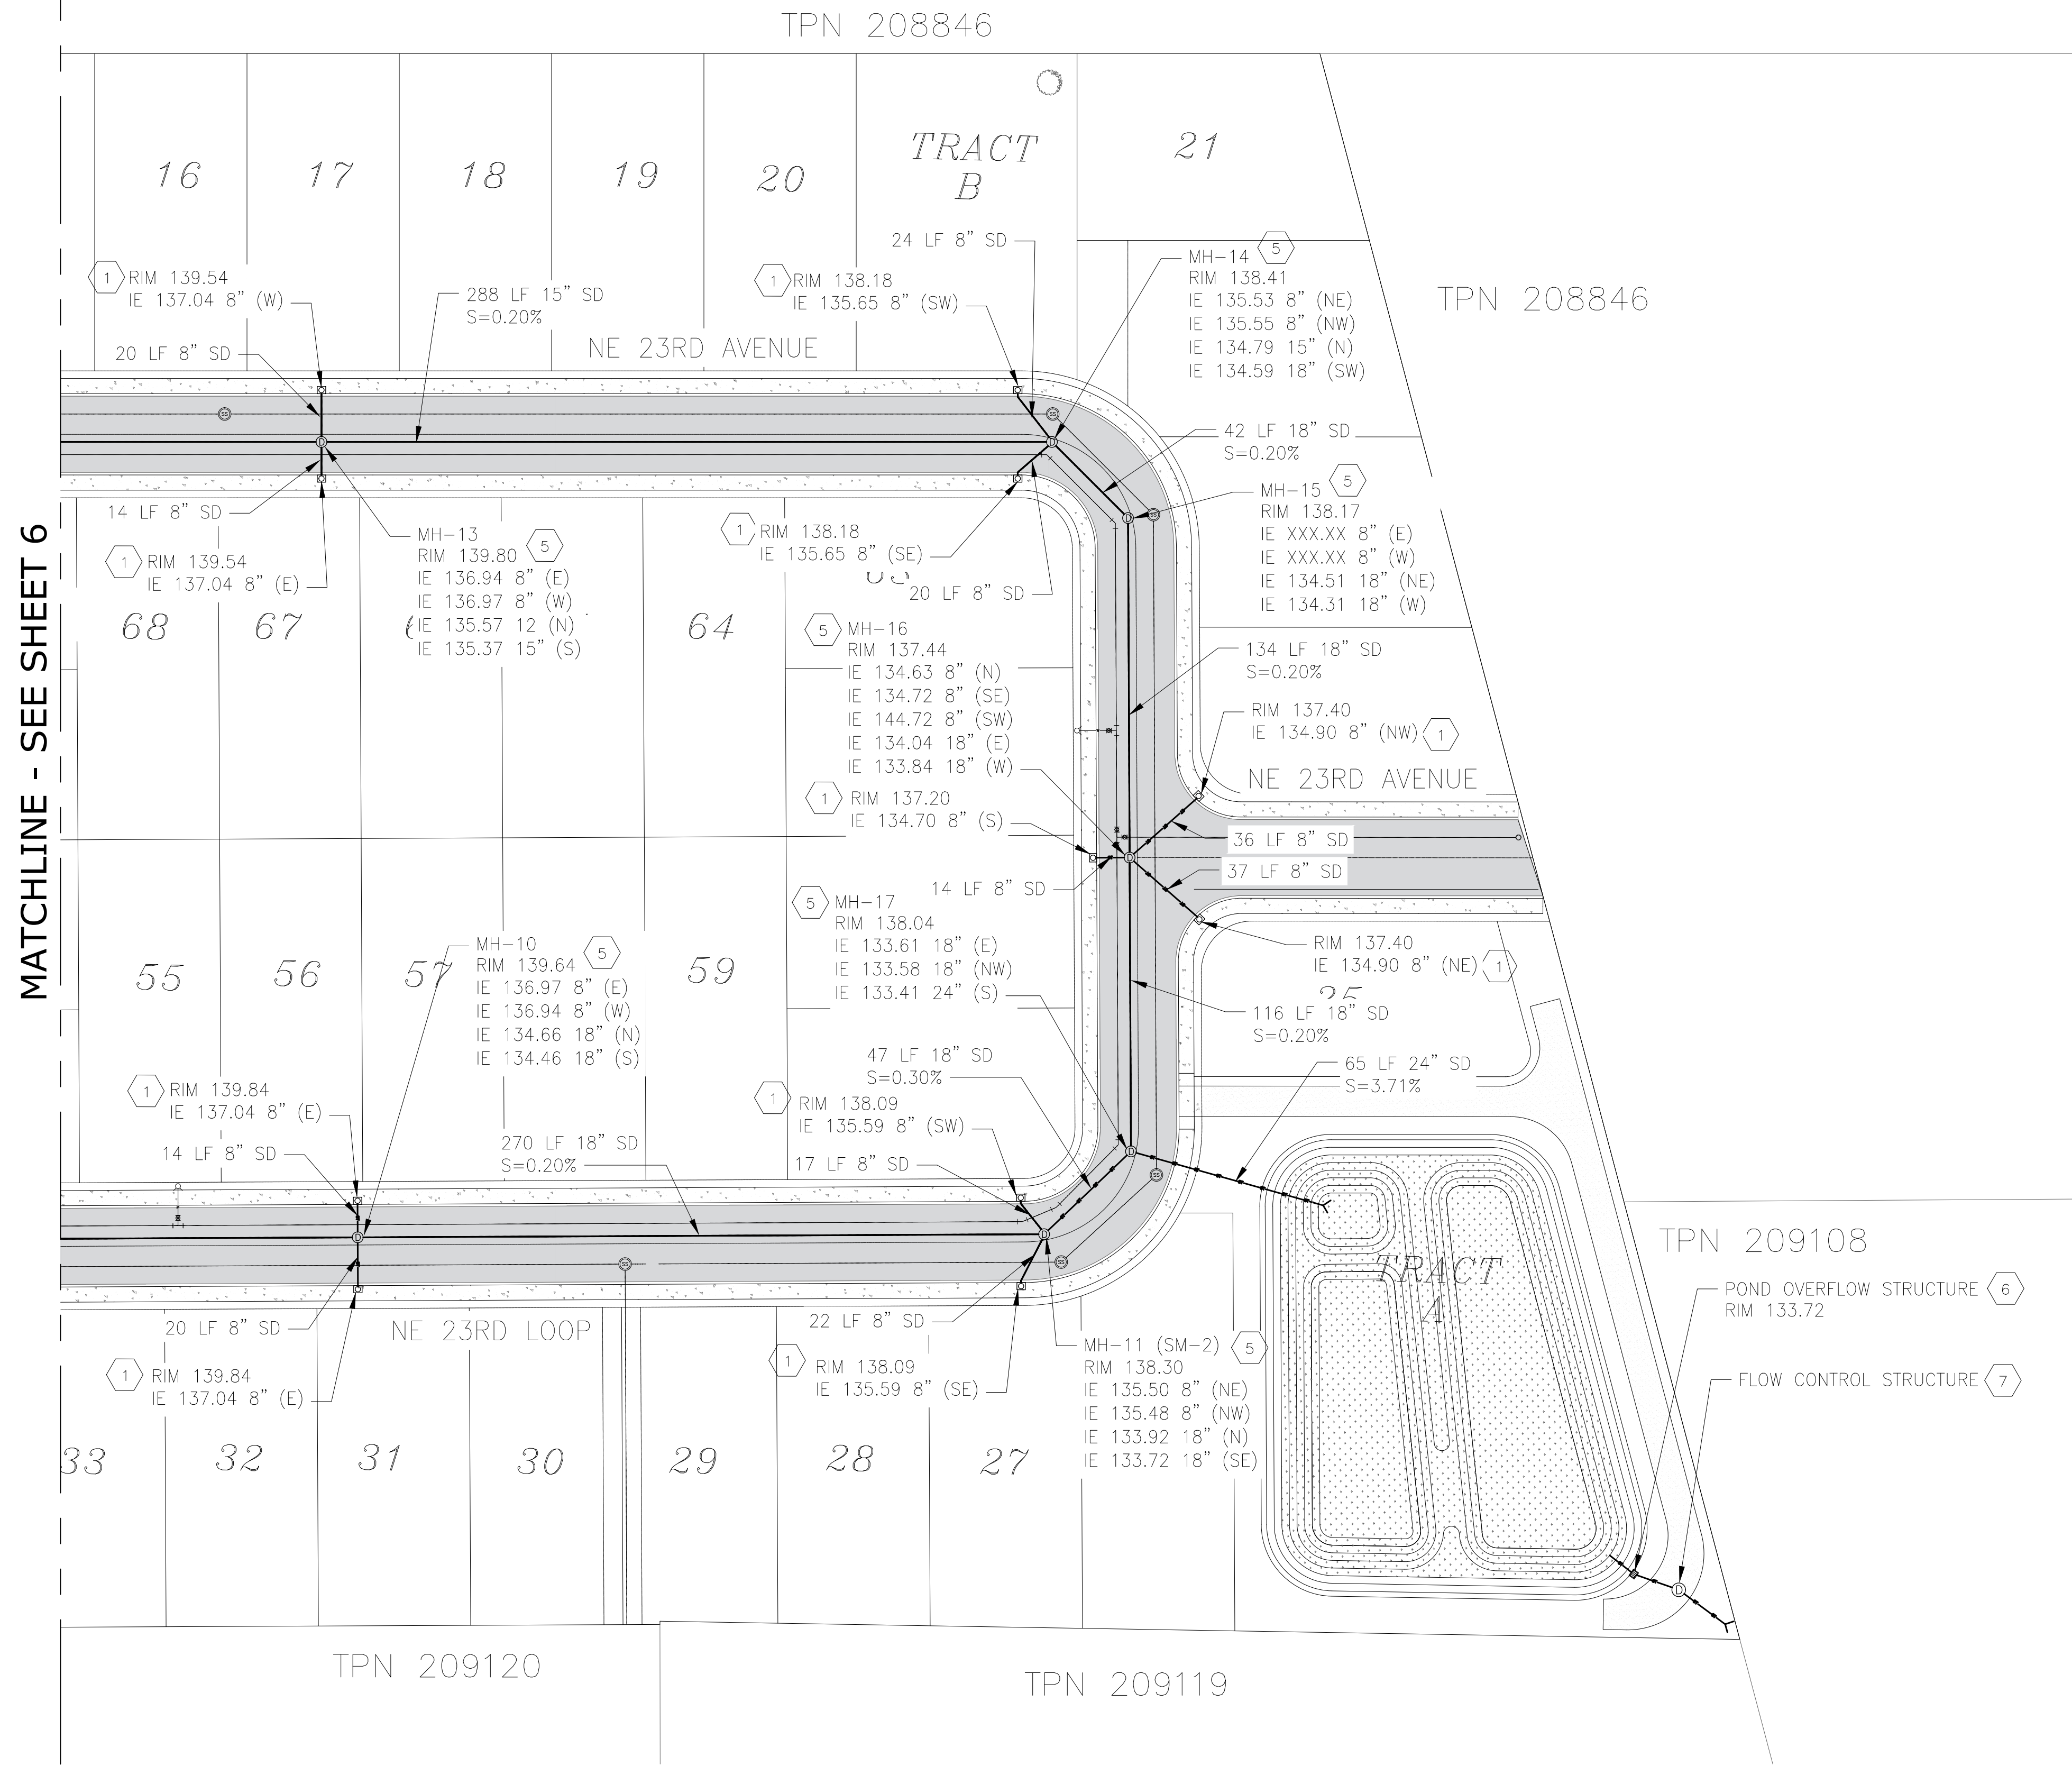 TPN 208846
TRACT
B
21
16
17
18
19
20
24 LF 8" SD
MH-14
5
RIM 138.41
IE 135.53 8" (NE)
IE 135.55 8" (NW)
IE 134.79 15" (N)
IE 134.59 18" (SW)
TPN 208846
1
RIM 139.54
IE 137.04 8" (W)
288 LF 15" SD
S=0.20%
1
RIM 138.18
IE 135.65 8" (SW)
20 LF 8" SD
NE 23RD AVENUE
SS
SS
D
D
42 LF 18" SD
S=0.20%
14 LF 8" SD
1
RIM 139.54
IE 137.04 8" (E)
MH-13
5
RIM 139.80
IE 136.94 8" (E)
IE 136.97 8" (W)
IE 135.57 12 (N)
IE 135.37 15" (S)
1
RIM 138.18
IE 135.65 8" (SE)
20 LF 8" SD
D
SS
MH-15
5
RIM 138.17
IE XXX.XX 8" (E)
IE XXX.XX 8" (W)
IE 134.51 18" (NE)
IE 134.31 18" (W)
MATCHLINE - SEE SHEET 6
68
67
64
5
MH-16
RIM 137.44
IE 134.63 8" (N)
IE 134.72 8" (SE)
IE 144.72 8" (SW)
IE 134.04 18" (E)
IE 133.84 18" (W)
134 LF 18" SD
S=0.20%
RIM 137.40
IE 134.90 8" (NW)
1
1
RIM 137.20
IE 134.70 8" (S)
NE 23RD AVENUE
36 LF 8" SD
D
37 LF 8" SD
14 LF 8" SD
5
MH-17
RIM 138.04
IE 133.61 18" (E)
IE 133.58 18" (NW)
IE 133.41 24" (S)
RIM 137.40
IE 134.90 8" (NE)
1
25
55
56
57
59
MH-10
5
RIM 139.64
IE 136.97 8" (E)
IE 136.94 8" (W)
IE 134.66 18" (N)
IE 134.46 18" (S)
116 LF 18" SD
S=0.20%
47 LF 18" SD
S=0.30%
65 LF 24" SD
S=3.71%
1
RIM 139.84
IE 137.04 8" (E)
14 LF 8" SD
270 LF 18" SD
S=0.20%
1
RIM 138.09
IE 135.59 8" (SW)
17 LF 8" SD
D
SS
D
D
SS
SS
20 LF 8" SD
NE 23RD LOOP
22 LF 8" SD
1
RIM 139.84
IE 137.04 8" (E)
1
RIM 138.09
IE 135.59 8" (SE)
MH-11 (SM-2)
5
RIM 138.30
IE 135.50 8" (NE)
IE 135.48 8" (NW)
IE 133.92 18" (N)
IE 133.72 18" (SE)
TRACT
A
TPN 209108
POND OVERFLOW STRUCTURE
6
RIM 133.72
FLOW CONTROL STRUCTURE
7
33
32
31
30
29
28
27
D
TPN 209120
TPN 209119